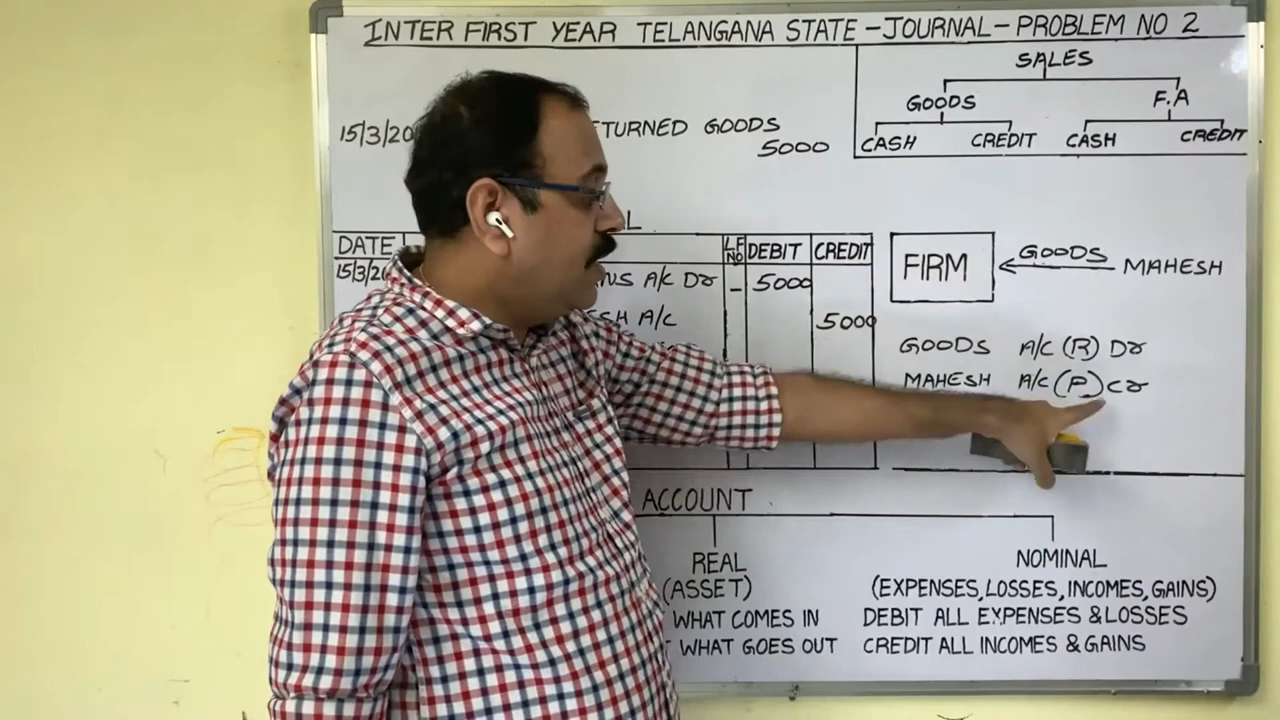 INTER FIRST YEAR TELANGANA STATE - JOURNAL - PROBLEM NO 2
SALES
GOODS F.A
CASH CREDIT CASH CREDIT
15/3/20 TURNED GOODS
5000
DATE L.F NO DEBIT CREDIT
15/3/20 A/C Dr - 5000
A/C 5000
FIRM GOODS MAHESH
GOODS A/C (R) Dr
MAHESH A/C (P) Cr
ACCOUNT
REAL
(ASSET)
WHAT COMES IN
WHAT GOES OUT
NOMINAL
(EXPENSES, LOSSES, INCOMES, GAINS)
DEBIT ALL EXPENSES & LOSSES
CREDIT ALL INCOMES & GAINS